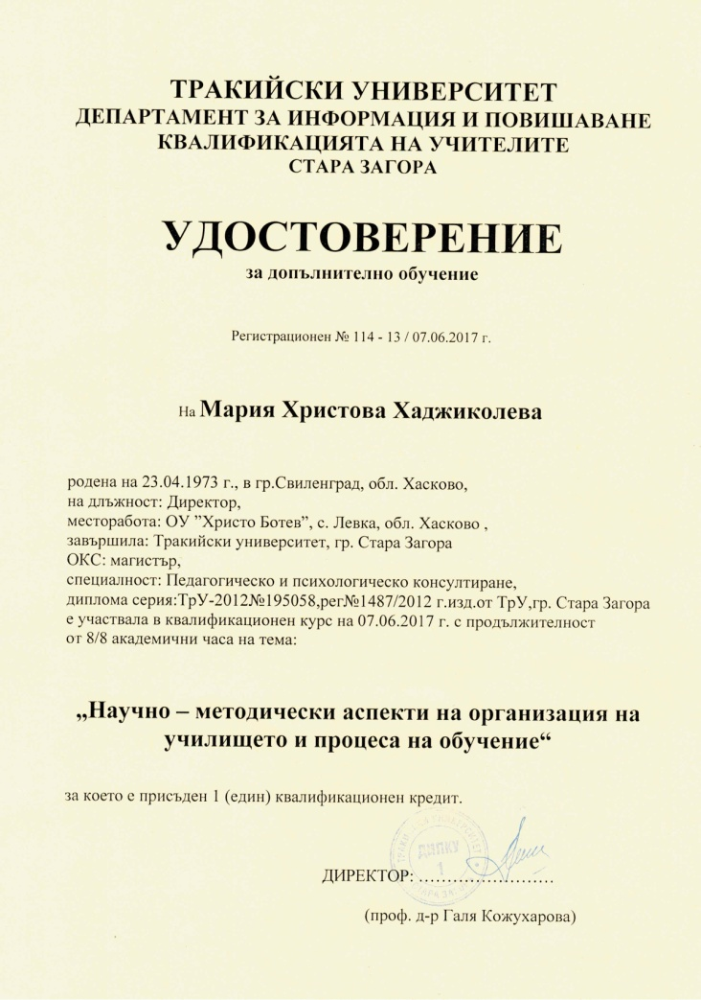 ТРАКИЙСКИ УНИВЕРСИТЕТ
ДЕПАРТАМЕНТ ЗА ИНФОРМАЦИЯ И ПОВИШАВАНЕ
КВАЛИФИКАЦИЯТА НА УЧИТЕЛИТЕ
СТАРА ЗАГОРА
УДОСТОВЕРЕНИЕ
за допълнително обучение
Регистрационен № 114 - 13 / 07.06.2017 г.
На Мария Христова Хаджиколева
родена на 23.04.1973 г., в гр.Свиленград, обл. Хасково,
на длъжност: Директор,
месторабота: ОУ ”Христо Ботев”, с. Левка, обл. Хасково ,
завършила: Тракийски университет, гр. Стара Загора
ОКС: магистър,
специалност: Педагогическо и психологическо консултиране,
диплома серия:ТрУ-2012№195058,рег№1487/2012 г.изд.от ТрУ,гр. Стара Загора
е участвала в квалификационен курс на 07.06.2017 г. с продължителност
от 8/8 академични часа на тема:
„Научно – методически аспекти на организация на
училището и процеса на обучение“
за което е присъден 1 (един) квалификационен кредит.
ДИПКУ
1
ДИРЕКТОР: ........................
(проф. д-р Галя Кожухарова)